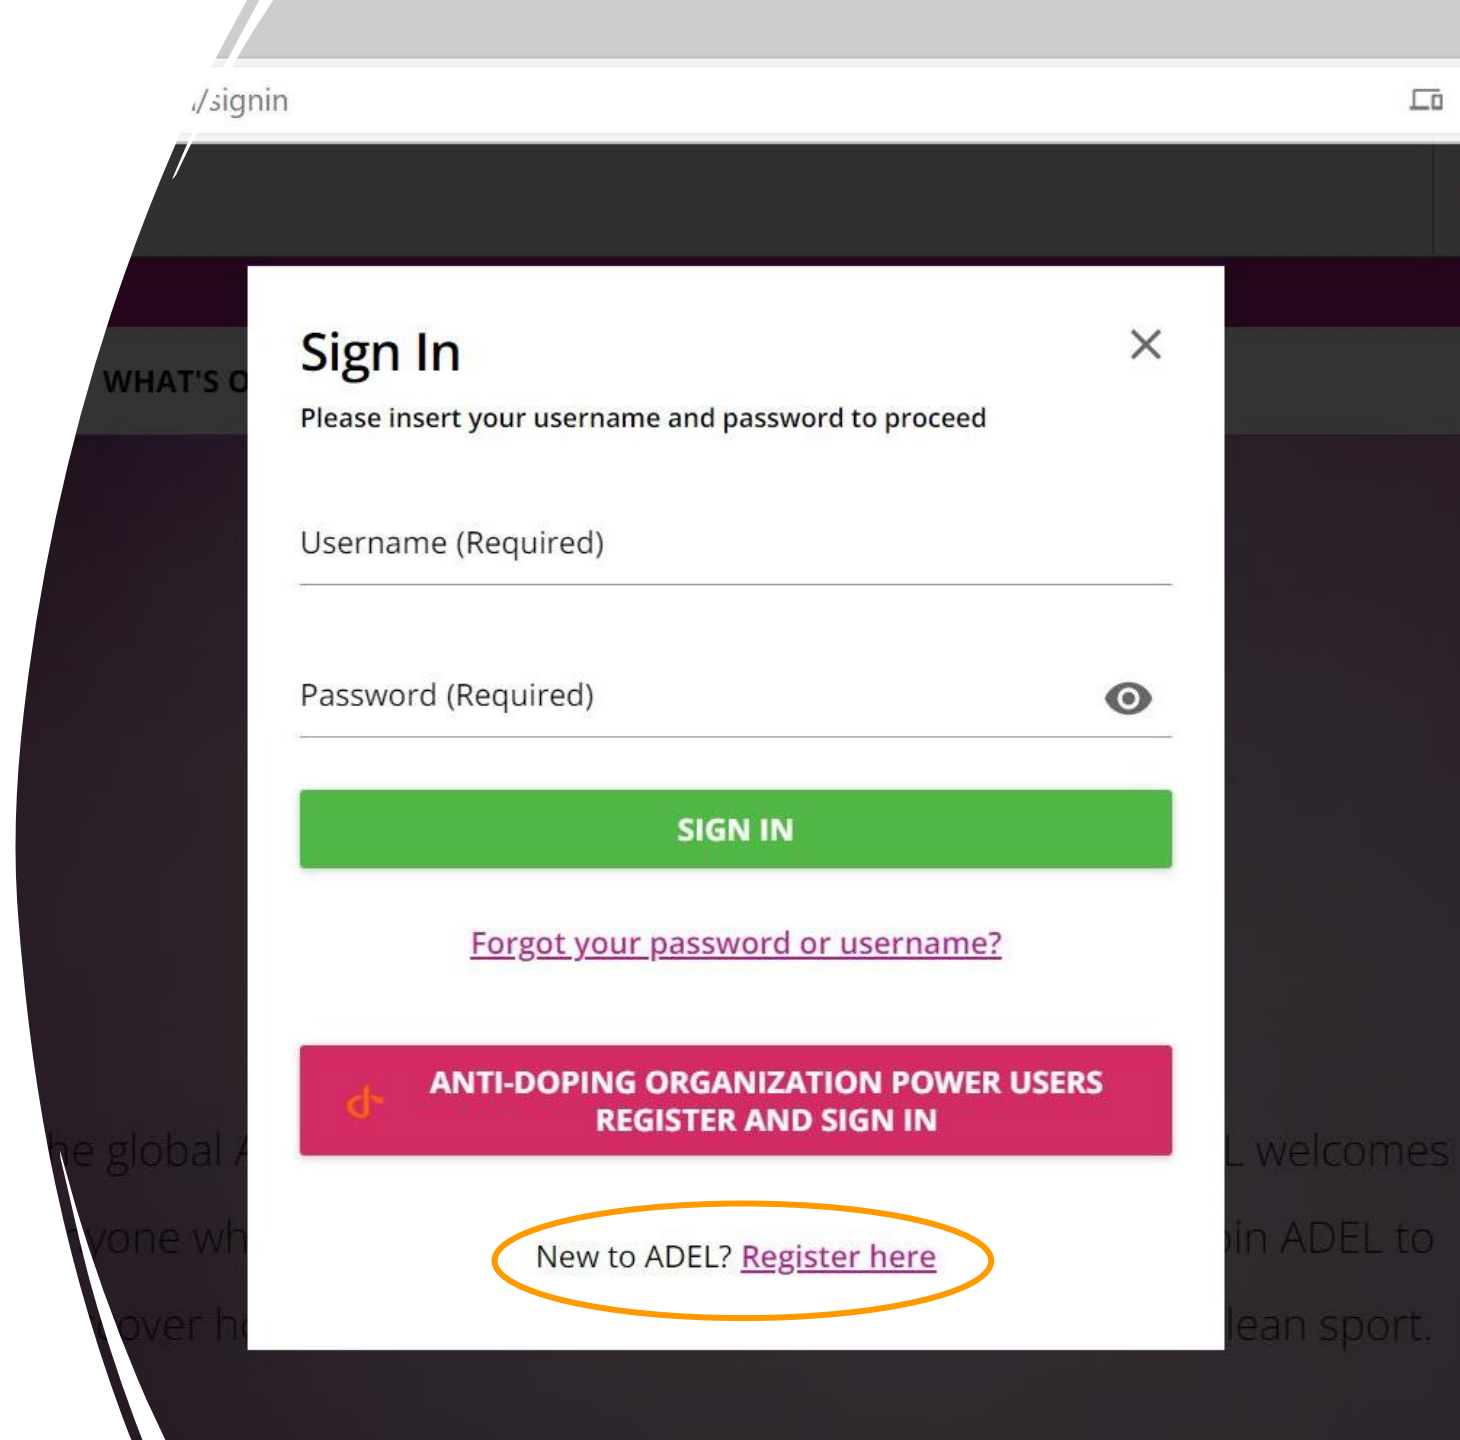 /signin
WHAT'S O
Sign In
Please insert your username and password to proceed
Username (Required)
Password (Required)
SIGN IN
Forgot your password or username?
ANTI-DOPING ORGANIZATION POWER USERS
REGISTER AND SIGN IN
global
welcomes
New to ADEL? Register here
ADEL to
sport.